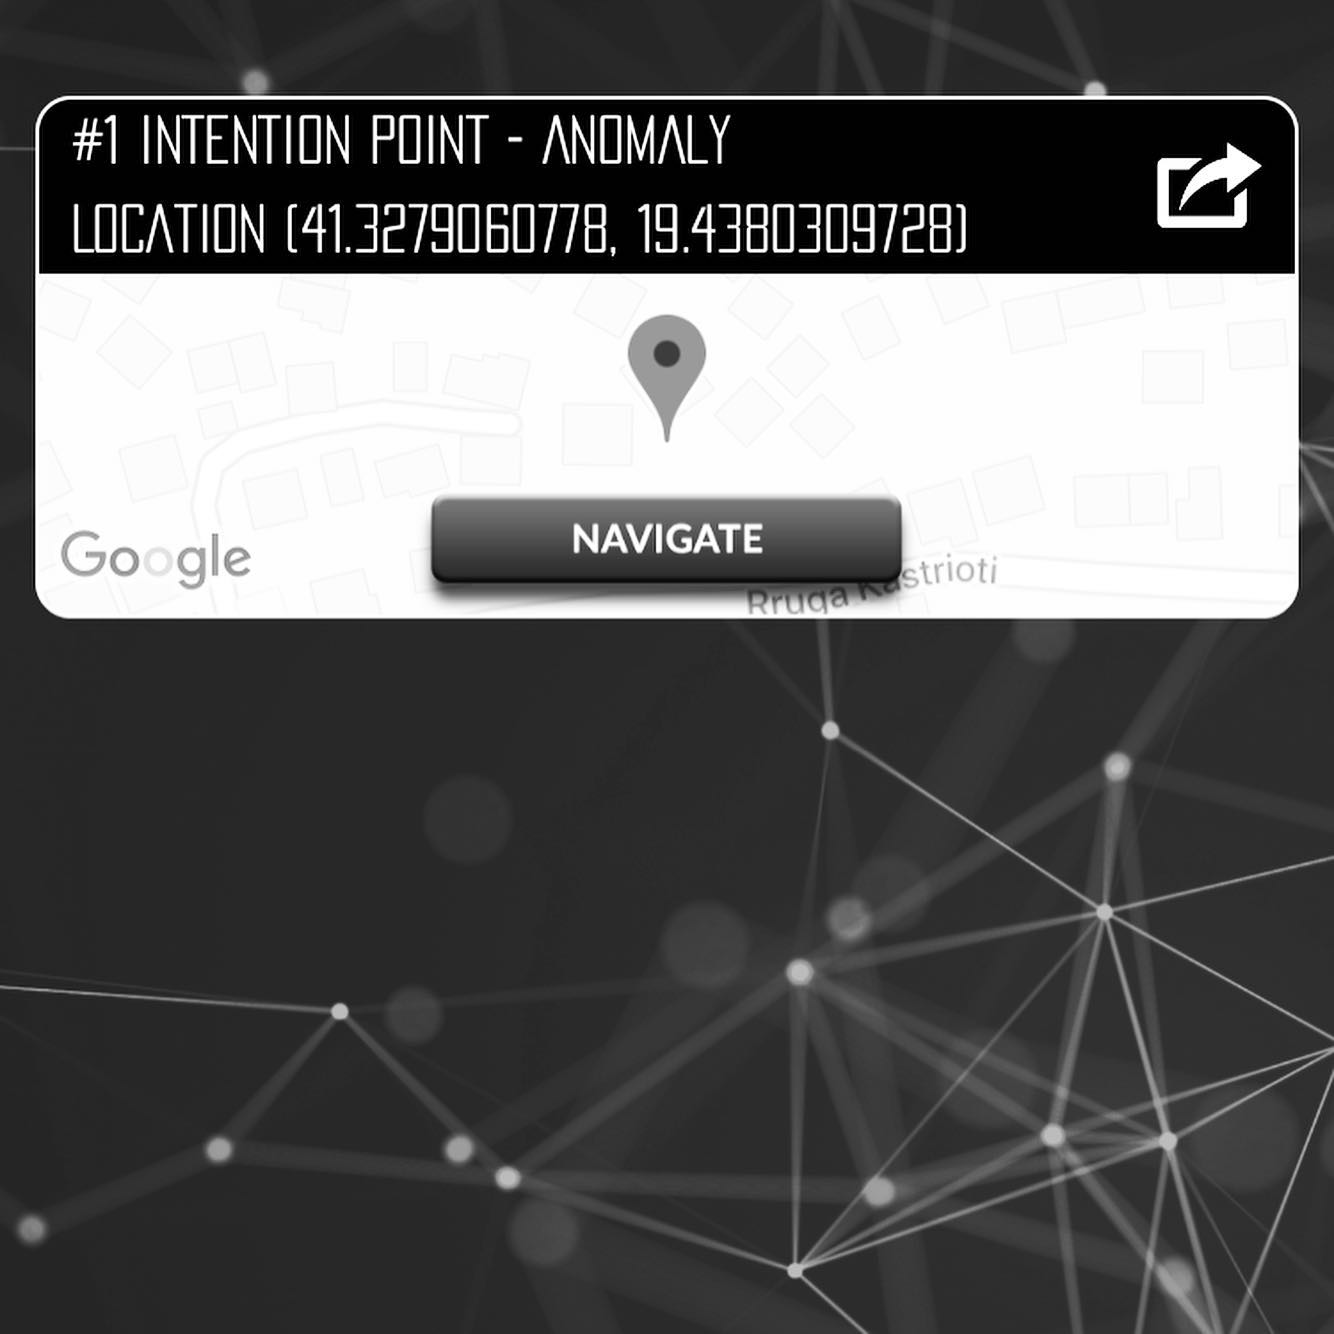 #1 INTENTION POINT - ANOMALY
LOCATION (41.3279060778, 19.4380309728)
NAVIGATE
Google
Rruga Kastrioti